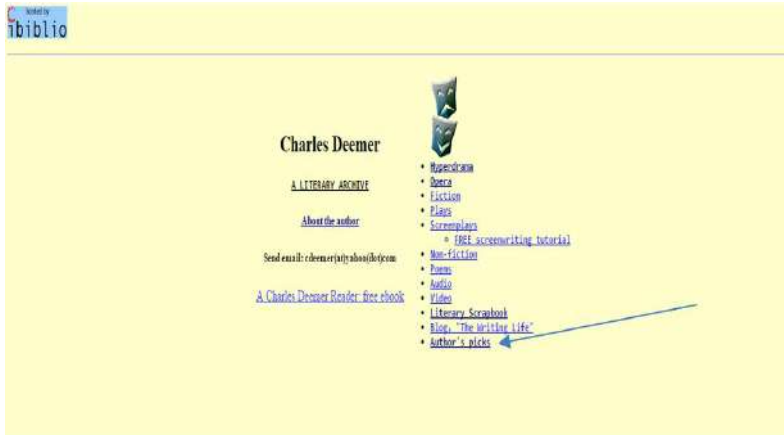 hosted by
ibiblio
Charles Deemer
A LITERARY ARCHIVE
About the author
Send email: cdeemer(at)yahoo(dot)com
A Charles Deemer Reader: free ebook
Hyperdrama
Opera
Fiction
Plays
Screenplays
FREE screenwriting tutorial
Non-fiction
Poems
Audio
Video
Literary Scrapbook
Blog, "The Writing Life"
Author's picks